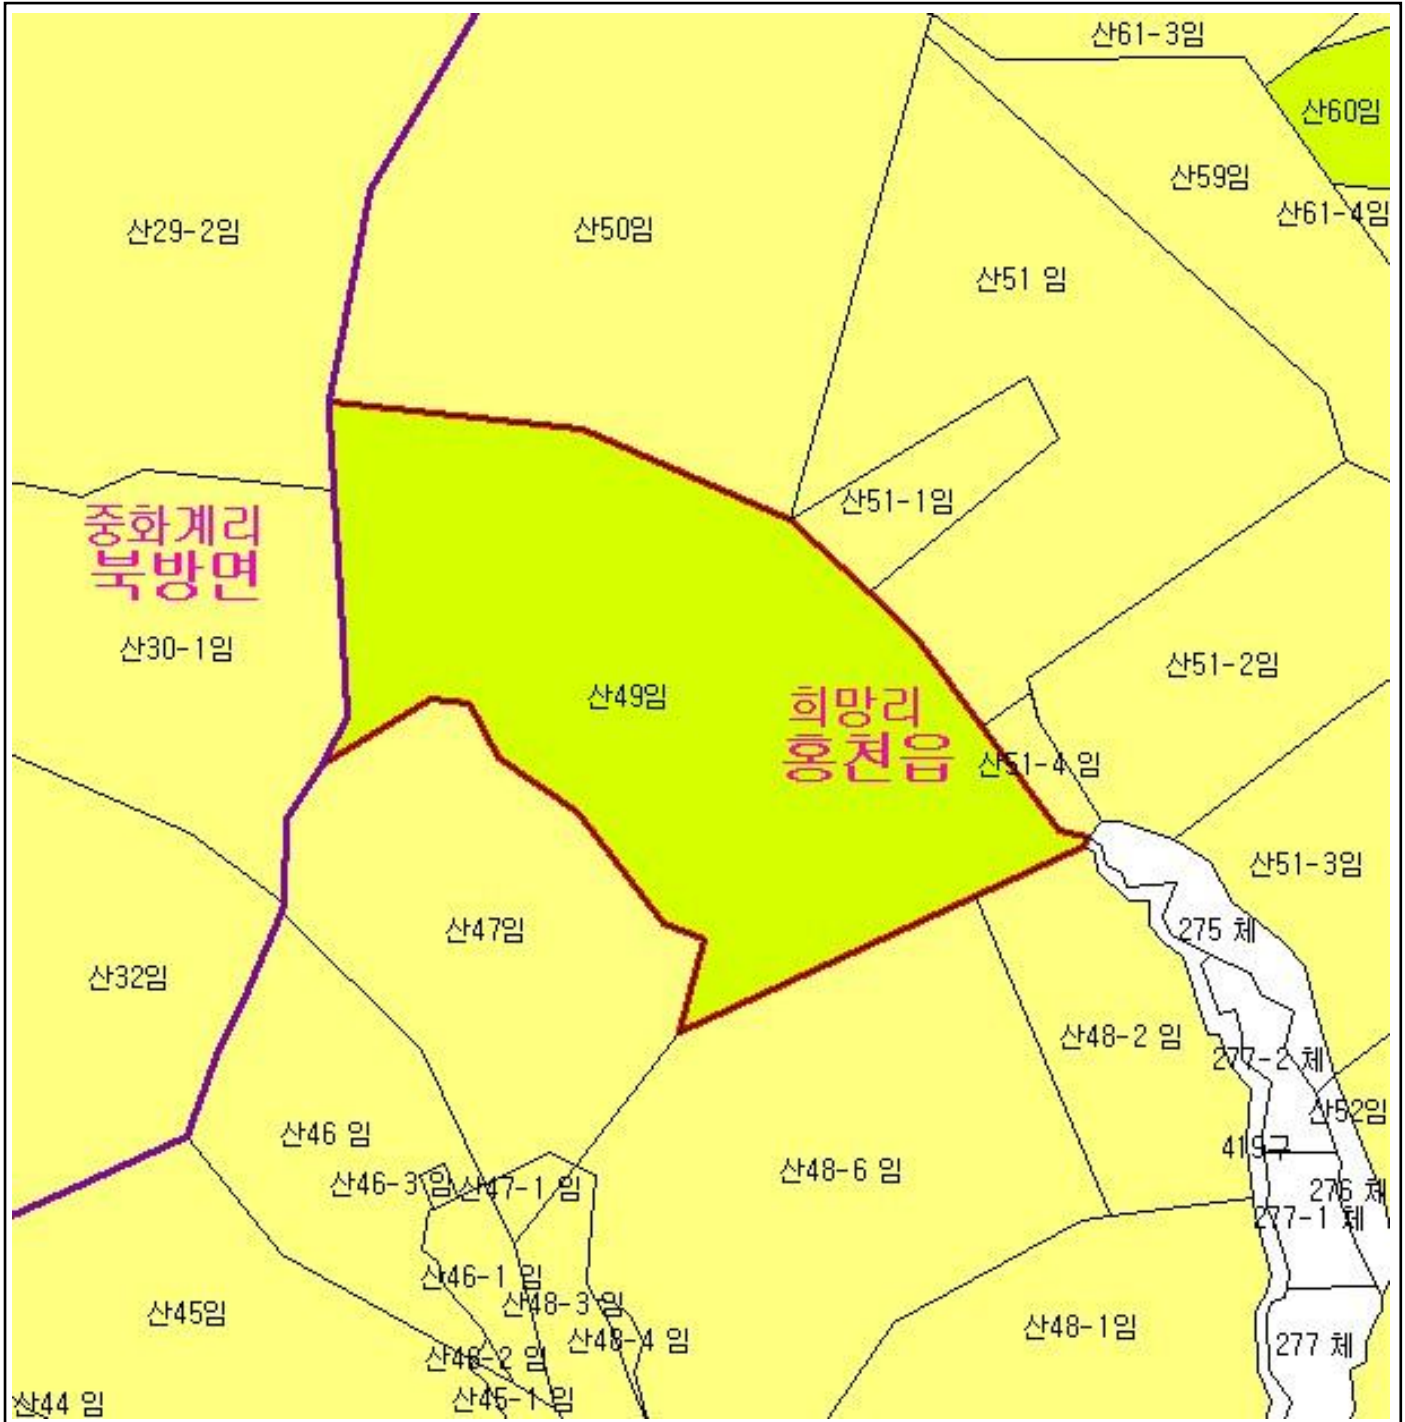 산61-3임
산60임
산59임
산61-4임
산29-2임
산50임
산51 임
산51-1임
중화계리
북방면
산30-1임
산51-2임
산49임
희망리
홍천읍
산51-4 임
산51-3임
산47임
275 체
산32임
산48-2 임
277-2 체
산52임
산46 임
419구
산46-3 임
산47-1 임
산48-6 임
276 체
277-1 체
산46-1 임
산48-3 임
산45임
산48-4 임
산48-1임
277 체
산46-2 임
산45-1 임
산44 임